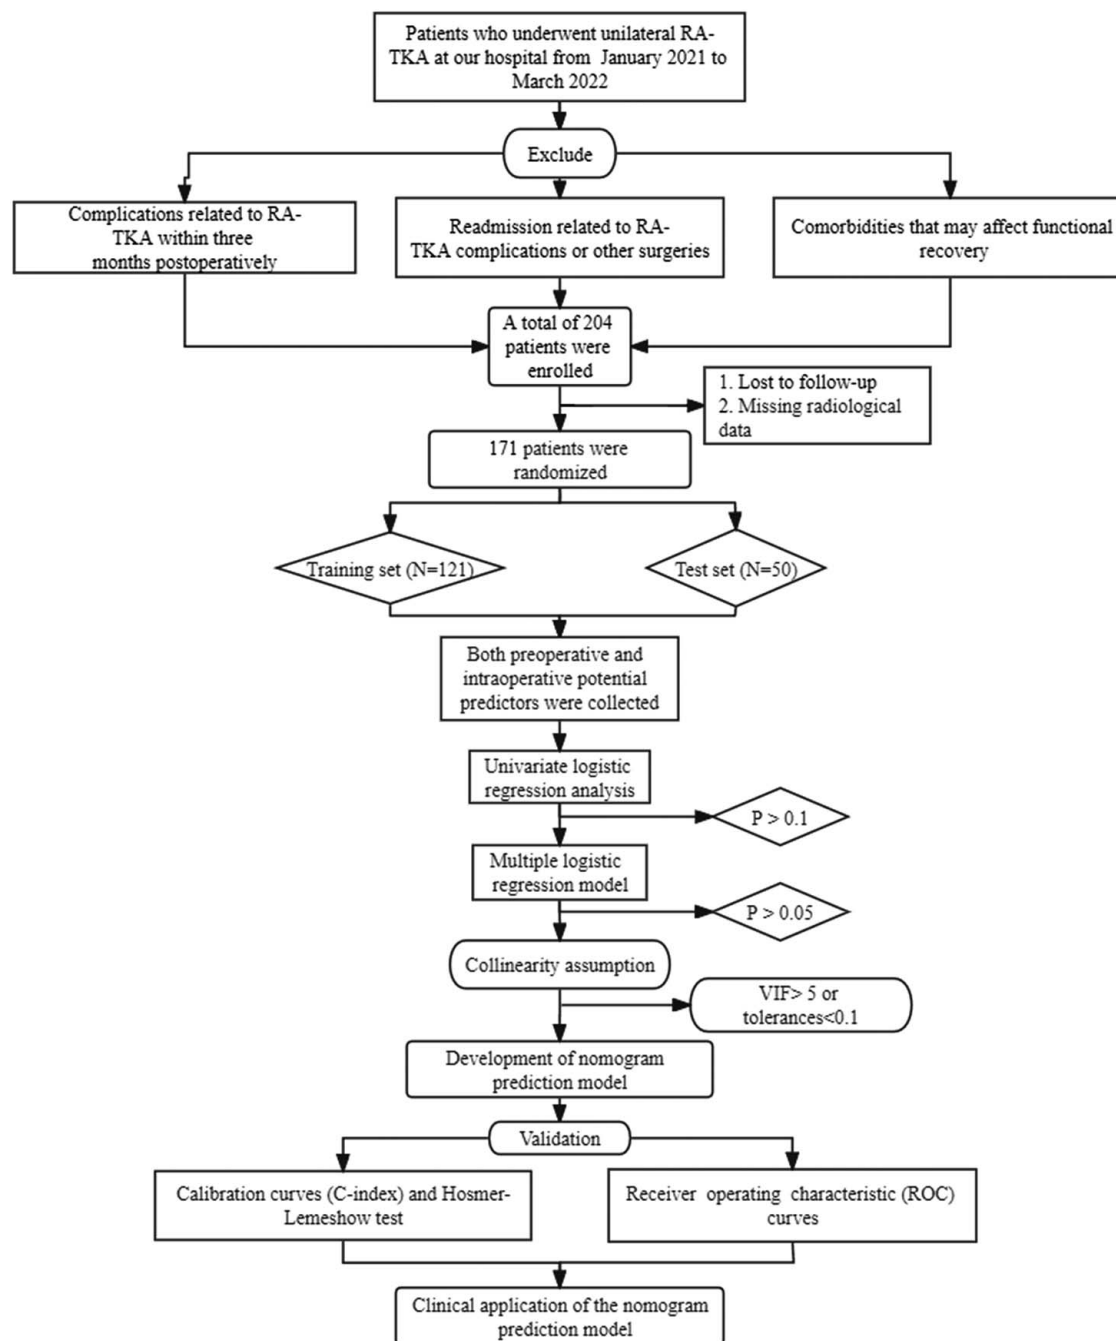 Patients who underwent unilateral RA-
TKA at our hospital from January 2021 to
March 2022
Exclude
Complications related to RA-
TKA within three
months postoperatively
Readmission related to RA-
TKA complications or other surgeries
Comorbidities that may affect functional
recovery
A total of 204
patients were
enrolled
1. Lost to follow-up
2. Missing radiological
data
171 patients were
randomized
Training set (N=121)
Test set (N=50)
Both preoperative and
intraoperative potential
predictors were collected
Univariate logistic
regression analysis
P > 0.1
Multiple logistic
regression model
P > 0.05
Collinearity assumption
VIF> 5 or
tolerances<0.1
Development of nomogram
prediction model
Validation
Calibration curves (C-index) and Hosmer-
Lemeshow test
Receiver operating characteristic (ROC)
curves
Clinical application of the nomogram
prediction model